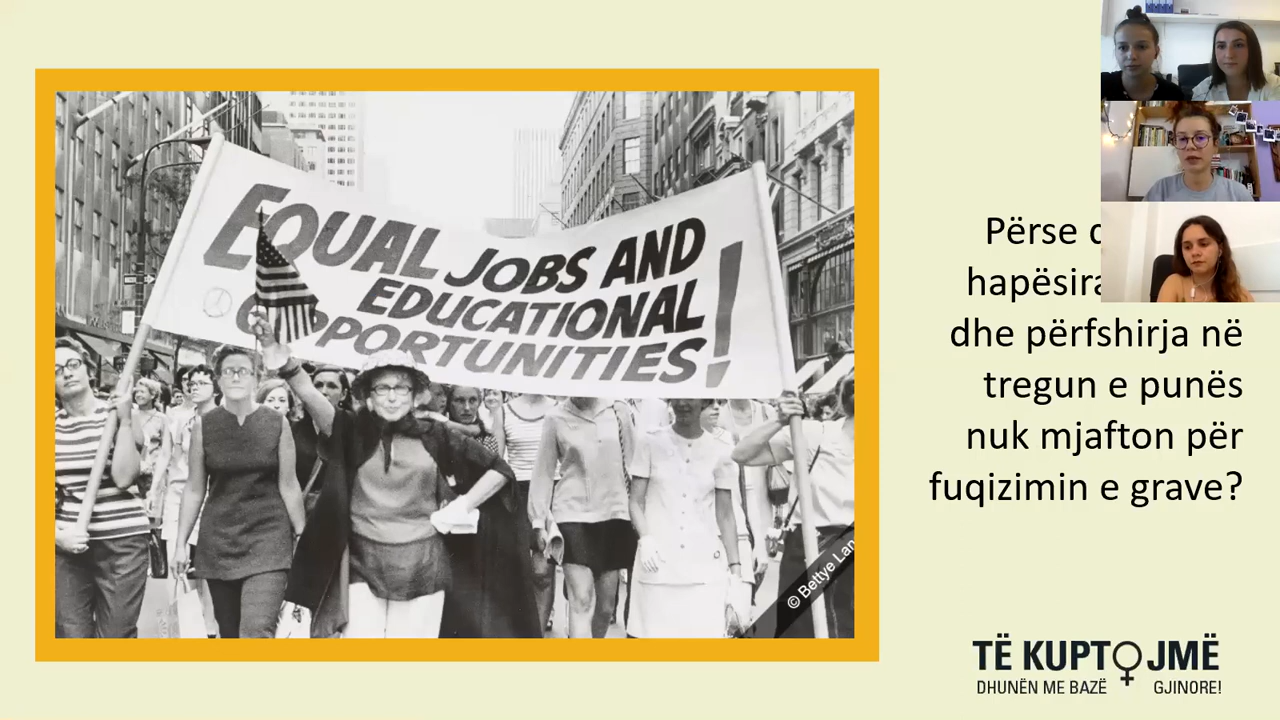 EQUAL JOBS AND
EDUCATIONAL
OPPORTUNITIES!
© Bettye Lan
Përse
hapësira
dhe përfshirja në
tregun e punës
nuk mjafton për
fuqizimin e grave?
TË KUPTOJMË
DHUNËN ME BAZË GJINORE!